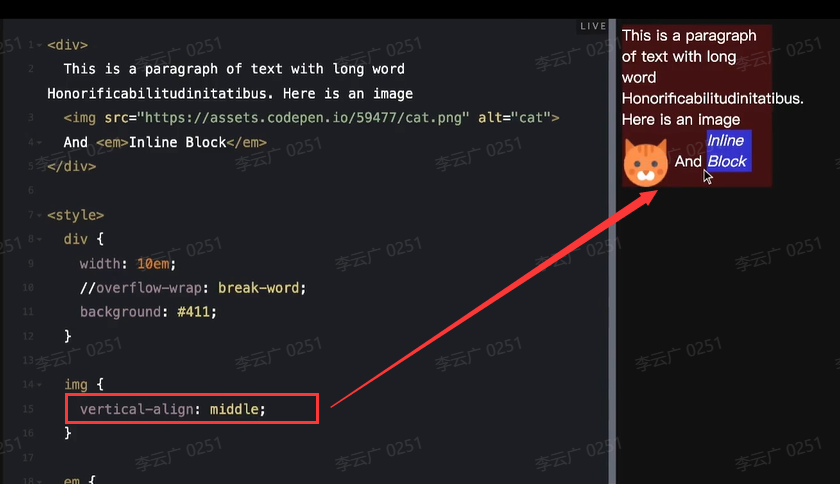 LIVE
1 <div>
2 This is a paragraph of text with long word
Honorificabilitudinitatibus. Here is an image
3 <img src="https://assets.codepen.io/59477/cat.png" alt="cat">
4 And <em>Inline Block</em>
5 </div>
6
7 <style>
8 div {
9 width: 10em;
10 //overflow-wrap: break-word;
11 background: #411;
12 }
13
14 img {
15 vertical-align: middle;
16 }
17
18 em {
This is a paragraph
of text with long
word
Honorificabilitudinitatibus.
Here is an image
And Inline
Block
李云广 0251